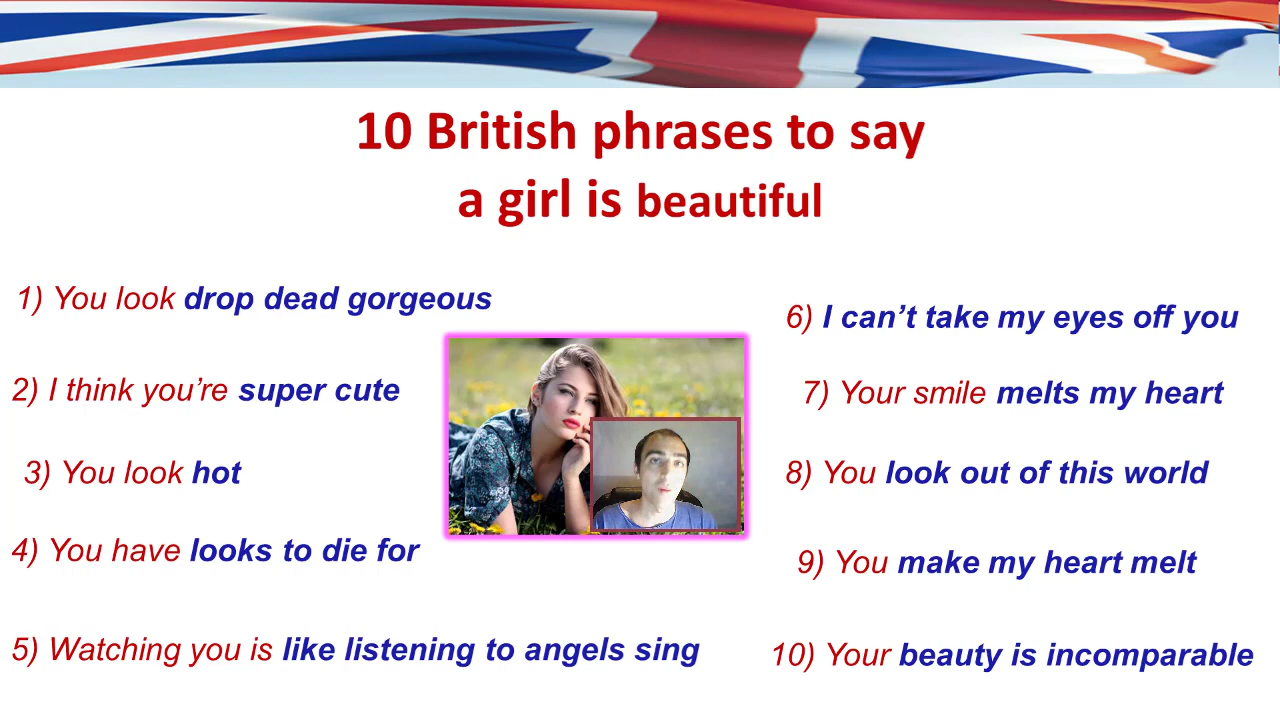 10 British phrases to say
a girl is beautiful
1) You look drop dead gorgeous
2) I think you’re super cute
3) You look hot
4) You have looks to die for
5) Watching you is like listening to angels sing
6) I can’t take my eyes off you
7) Your smile melts my heart
8) You look out of this world
9) You make my heart melt
10) Your beauty is incomparable